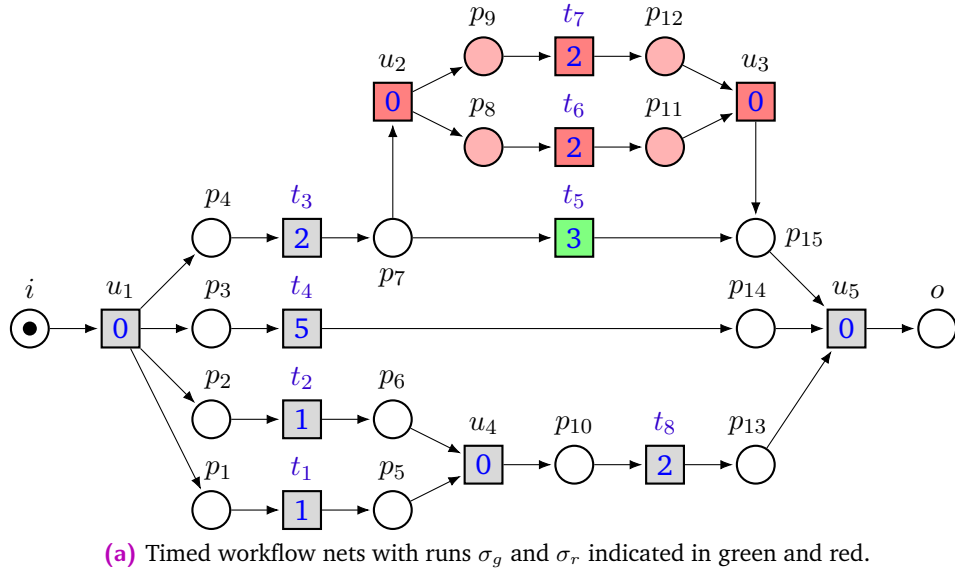 p₉ t₇ p₁₂
u₂ 2 u₃
0 p₈ t₆ p₁₁ 0
2
p₄ t₃ t₅
2 p₇ 3 p₁₅
i u₁ p₃ t₄ p₁₄ u₅ o
0 5 0
p₂ t₂ p₆
1 u₄ p₁₀ t₈ p₁₃
p₁ t₁ p₅ 0 2
1
(a) Timed workflow nets with runs σg and σr indicated in green and red.